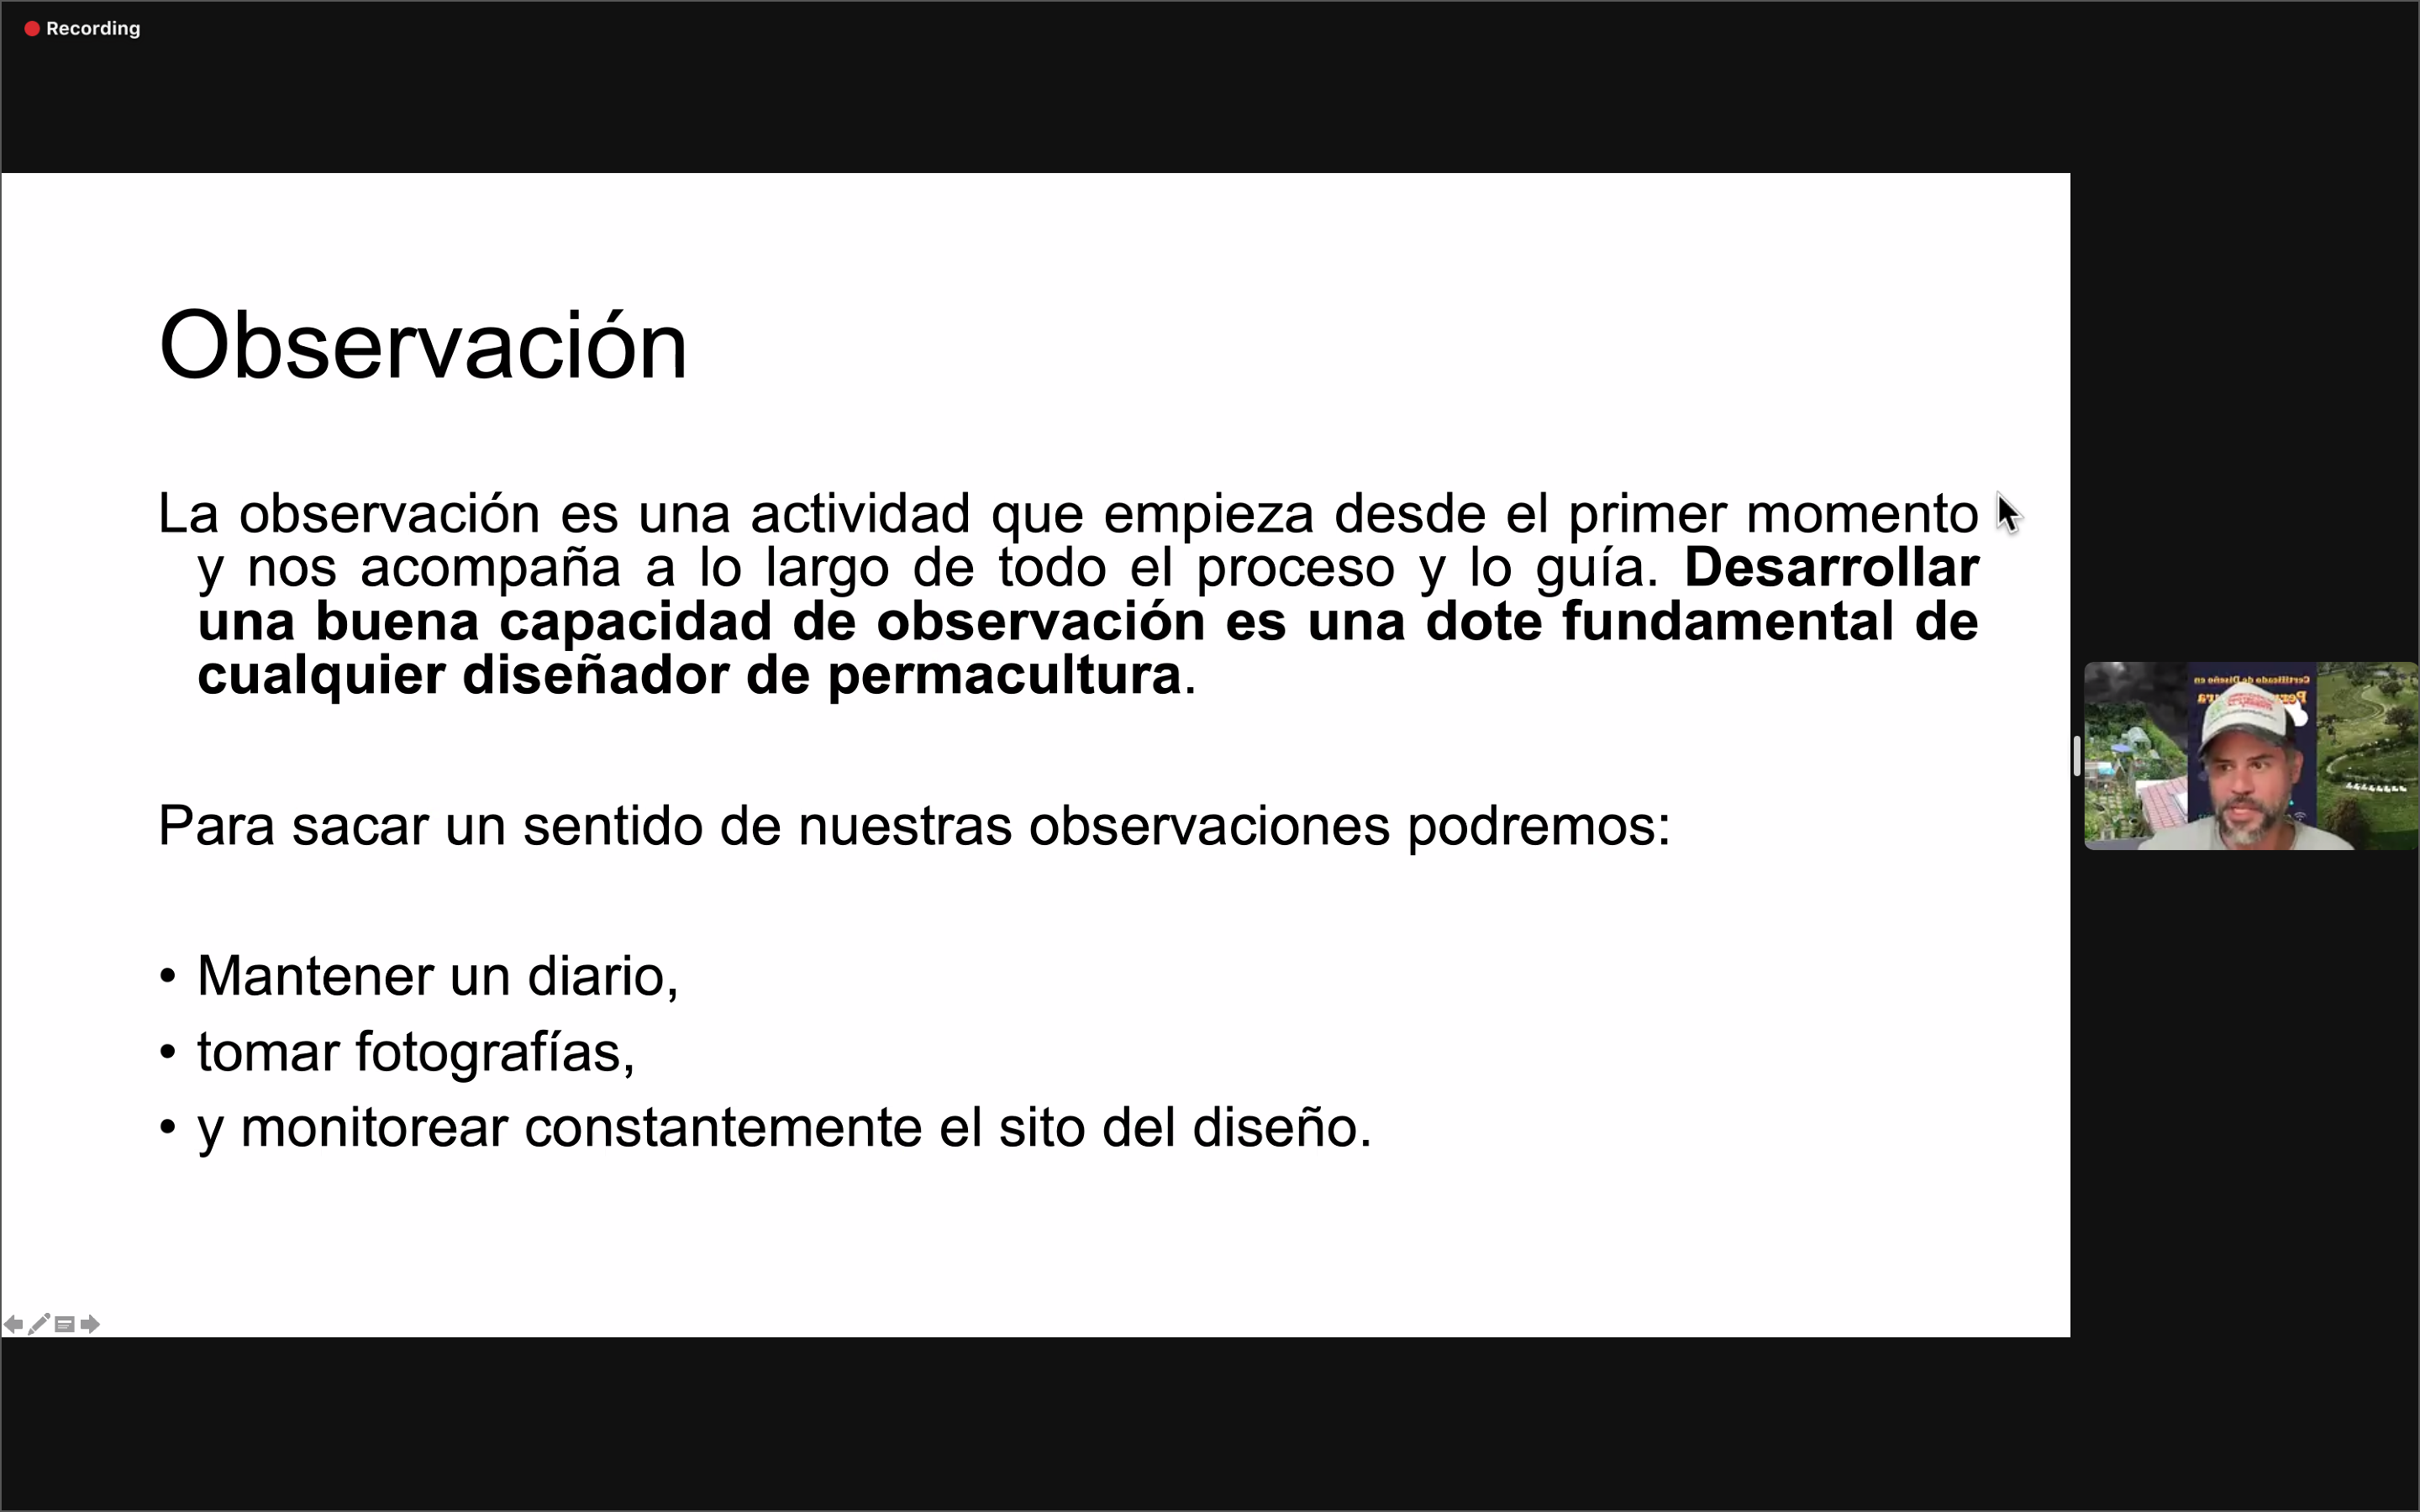 Recording
Observación
La observación es una actividad que empieza desde el primer momento
y nos acompaña a lo largo de todo el proceso y lo guía. Desarrollar
una buena capacidad de observación es una dote fundamental de
cualquier diseñador de permacultura.
Para sacar un sentido de nuestras observaciones podremos:
• Mantener un diario,
• tomar fotografías,
• y monitorear constantemente el sito del diseño.
Certificado de Diseño en